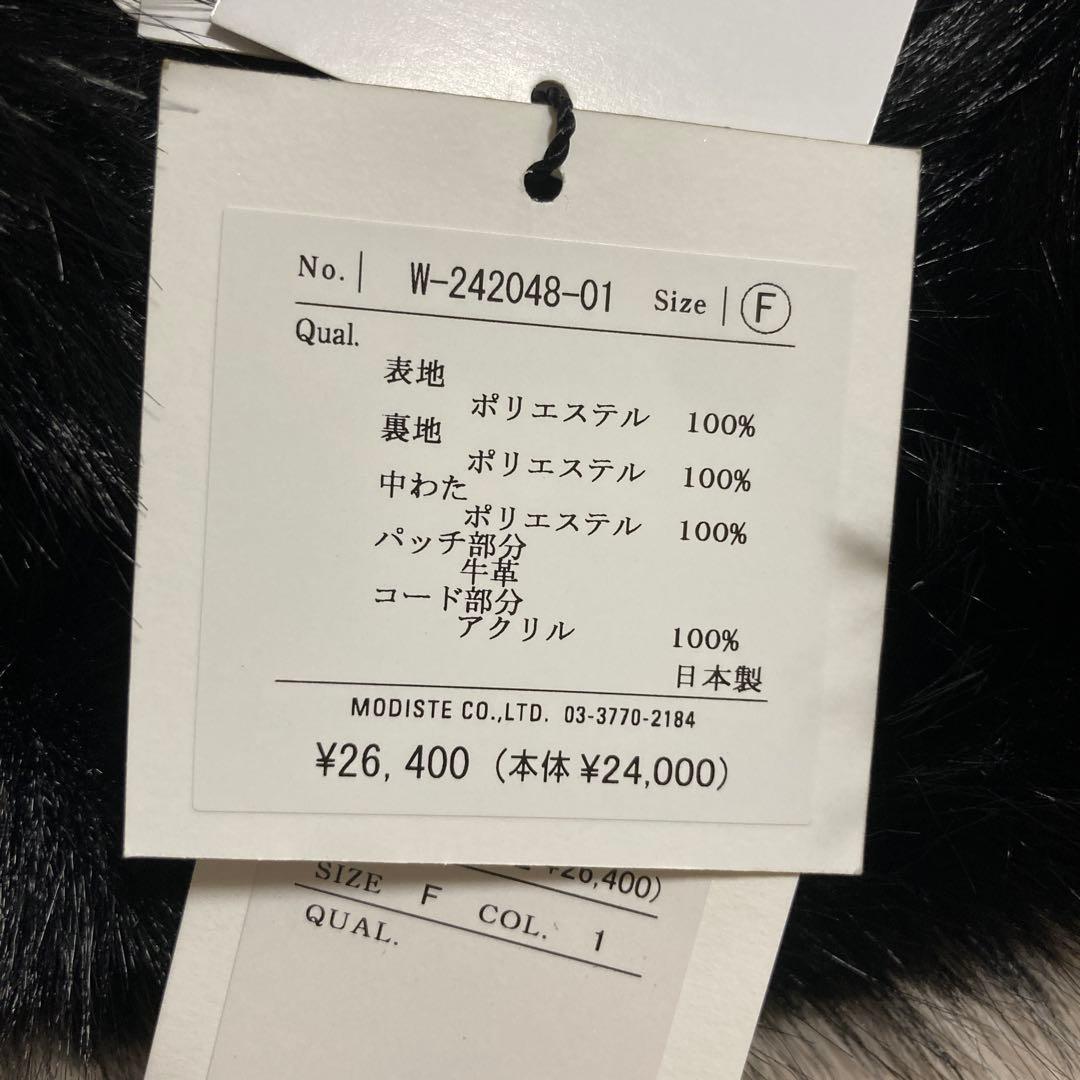 No. W-242048-01 Size Ⓕ
Qual.
表地
ポリエステル 100%
裏地
ポリエステル 100%
中わた
ポリエステル 100%
パッチ部分
牛革
コード部分
アクリル 100%
日本製
MODISTE CO.,LTD. 03-3770-2184
¥26,400 (本体¥24,000)
¥26,400)
SIZE F COL. 1
QUAL.